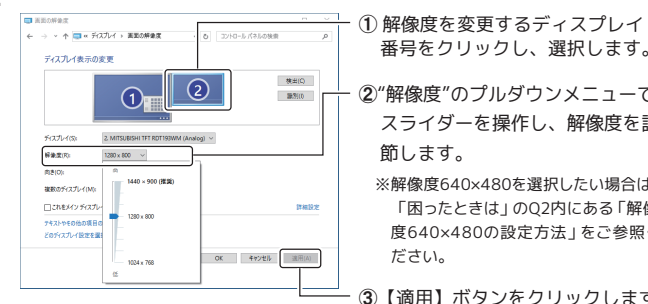 画面の解像度
ディスプレイ › 画面の解像度
コントロール パネルの検索
ディスプレイ表示の変更
1
2
検出(C)
識別(I)
ディスプレイ(S): 2. MITSUBISHI TFT RDT193WM (Analog)
解像度(R): 1280 x 800
向き(O):
複数のディスプレイ(M):
高
1440 × 900 (推奨)
1280 x 800
1024 x 768
低
これをメイン ディスプレ
詳細設定
テキストやその他の項目の
どのディスプレイ設定を選
OK キャンセル 適用(A)
① 解像度を変更するディスプレイ
番号をクリックし、選択します。
②“解像度”のプルダウンメニューで
スライダーを操作し、解像度を調
節します。
※解像度640×480を選択したい場合は
「困ったときは」のQ2内にある「解像
度640×480の設定方法」をご参照
ださい。
③【適用】ボタンをクリックします